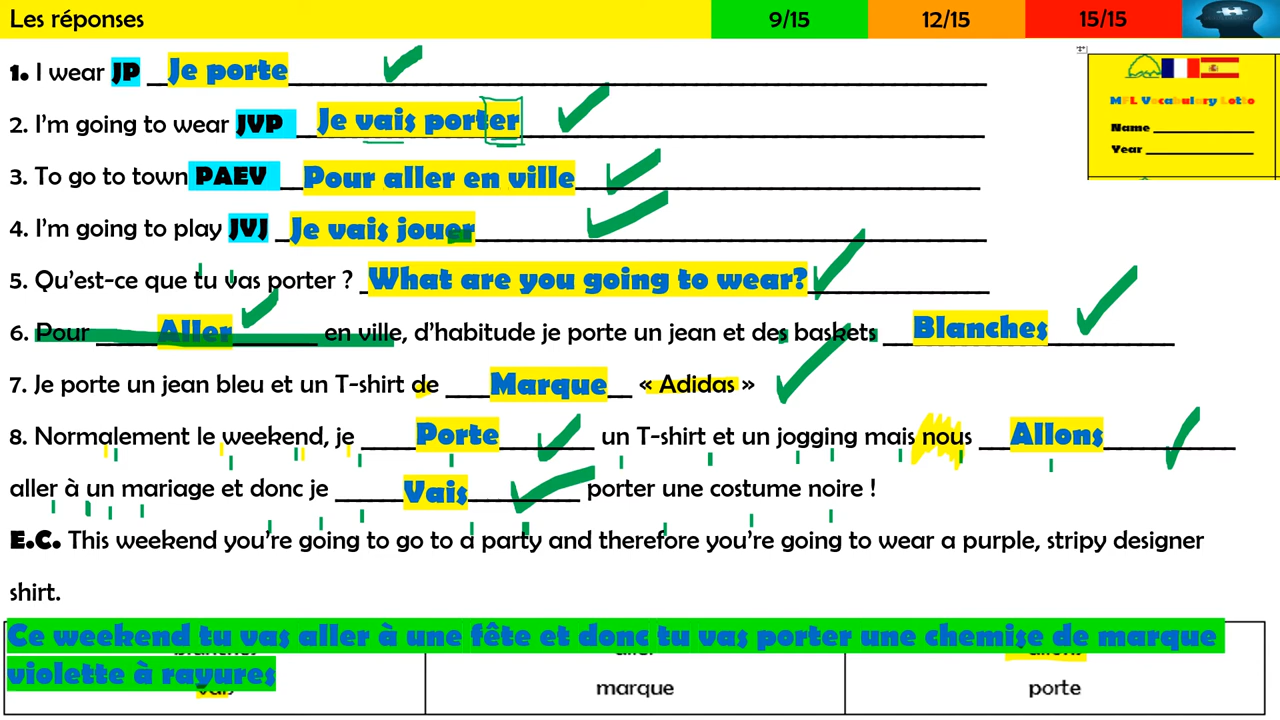 Les réponses 9/15 12/15 15/15
1. I wear JP Je porte
2. I'm going to wear JVP Je vais porter
3. To go to town PAEV Pour aller en ville
4. I'm going to play JVJ Je vais jouer
5. Qu'est-ce que tu vas porter ? What are you going to wear?
6. Pour Aller en ville, d'habitude je porte un jean et des baskets Blanches
7. Je porte un jean bleu et un T-shirt de Marque « Adidas »
8. Normalement le weekend, je Porte un T-shirt et un jogging mais nous Allons
aller à un mariage et donc je Vais porter une costume noire !
E.C. This weekend you're going to go to a party and therefore you're going to wear a purple, stripy designer
shirt.
Ce weekend tu vas aller à une fête et donc tu vas porter une chemise de marque
violette à rayures
blanches aller allons
vais marque porte
MFL Vocabulary Lotto
Name
Year